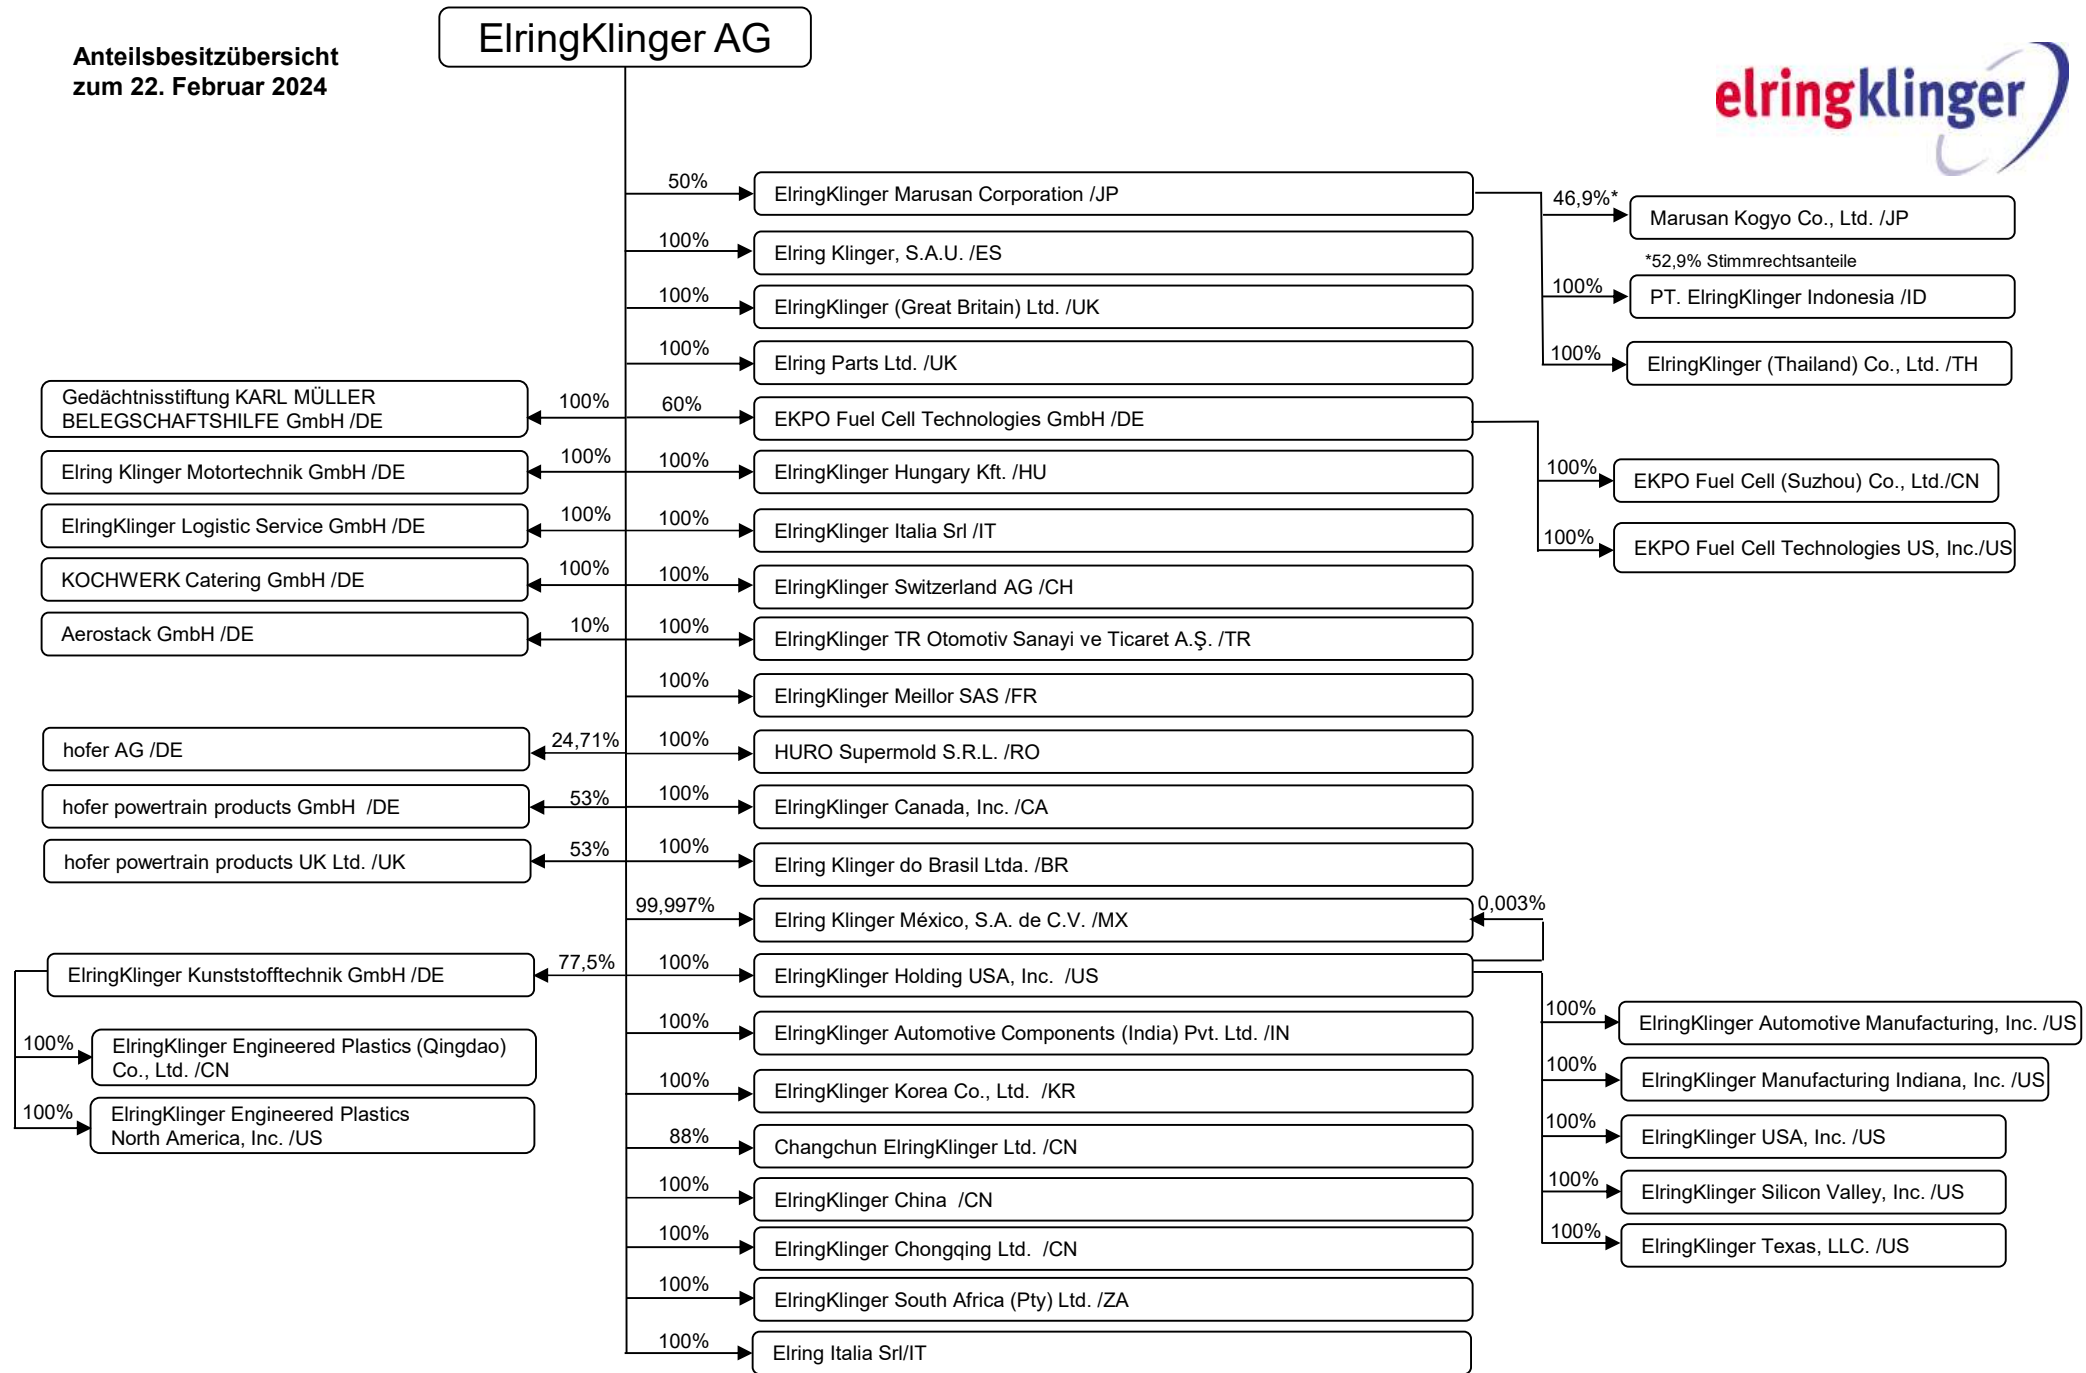 ElringKlinger AG
Anteilsbesitzübersicht
zum 22. Februar 2024
elringklinger
50%
ElringKlinger Marusan Corporation /JP
46,9%*
Marusan Kogyo Co., Ltd. /JP
*52,9% Stimmrechtsanteile
100%
PT. ElringKlinger Indonesia /ID
100%
ElringKlinger (Thailand) Co., Ltd. /TH
100%
Elring Klinger, S.A.U. /ES
100%
ElringKlinger (Great Britain) Ltd. /UK
100%
Elring Parts Ltd. /UK
Gedächtnisstiftung KARL MÜLLER
BELEGSCHAFTSHILFE GmbH /DE
100%
60%
EKPO Fuel Cell Technologies GmbH /DE
100%
EKPO Fuel Cell (Suzhou) Co., Ltd./CN
100%
EKPO Fuel Cell Technologies US, Inc./US
Elring Klinger Motortechnik GmbH /DE
100%
100%
ElringKlinger Hungary Kft. /HU
ElringKlinger Logistic Service GmbH /DE
100%
100%
ElringKlinger Italia Srl /IT
KOCHWERK Catering GmbH /DE
100%
100%
ElringKlinger Switzerland AG /CH
Aerostack GmbH /DE
10%
100%
ElringKlinger TR Otomotiv Sanayi ve Ticaret A.Ş. /TR
100%
ElringKlinger Meillor SAS /FR
hofer AG /DE
24,71%
100%
HURO Supermold S.R.L. /RO
hofer powertrain products GmbH /DE
53%
100%
ElringKlinger Canada, Inc. /CA
hofer powertrain products UK Ltd. /UK
53%
100%
Elring Klinger do Brasil Ltda. /BR
99,997%
Elring Klinger México, S.A. de C.V. /MX
0,003%
ElringKlinger Kunststofftechnik GmbH /DE
77,5%
100%
ElringKlinger Holding USA, Inc. /US
100%
ElringKlinger Engineered Plastics (Qingdao)
Co., Ltd. /CN
100%
ElringKlinger Engineered Plastics
North America, Inc. /US
100%
ElringKlinger Automotive Manufacturing, Inc. /US
100%
ElringKlinger Manufacturing Indiana, Inc. /US
100%
ElringKlinger USA, Inc. /US
100%
ElringKlinger Silicon Valley, Inc. /US
100%
ElringKlinger Texas, LLC. /US
100%
ElringKlinger Automotive Components (India) Pvt. Ltd. /IN
100%
ElringKlinger Korea Co., Ltd. /KR
88%
Changchun ElringKlinger Ltd. /CN
100%
ElringKlinger China /CN
100%
ElringKlinger Chongqing Ltd. /CN
100%
ElringKlinger South Africa (Pty) Ltd. /ZA
100%
Elring Italia Srl/IT